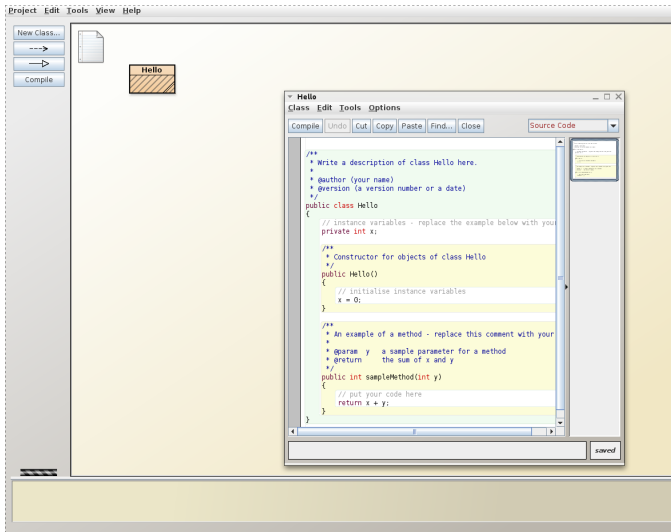 Project Edit Tools View Help
New Class...
Compile
Hello
Hello
Class Edit Tools Options
Compile Undo Cut Copy Paste Find... Close Source Code
/**
 * Write a description of class Hello here.
 *
 * @author (your name)
 * @version (a version number or a date)
 */
public class Hello
{
    // instance variables - replace the example below with your
    private int x;
    /**
     * Constructor for objects of class Hello
     */
    public Hello()
    {
        // initialise instance variables
        x = 0;
    }
    /**
     * An example of a method - replace this comment with your
     *
     * @param  y   a sample parameter for a method
     * @return     the sum of x and y
     */
    public int sampleMethod(int y)
    {
        // put your code here
        return x + y;
    }
}
saved